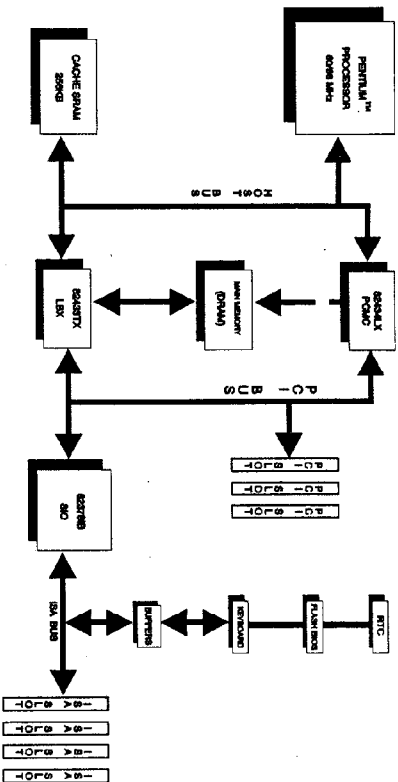 PENTIUM™
PROCESSOR
60/66 MHz
CACHE SRAM
256KB
HOST BUS
82434LX
PCMC
MAIN MEMORY
(DRAM)
82433TX
LBX
PCI BUS
PCI SLOT
PCI SLOT
PCI SLOT
82378IB
SIO
ISA BUS
BUFFERS
KEYBOARD
FLASH BIOS
RTC
ISA SLOT
ISA SLOT
ISA SLOT
ISA SLOT